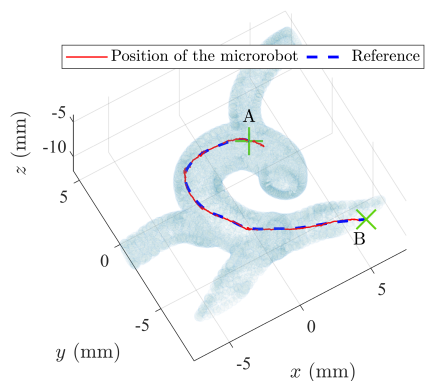 Position of the microrobot Reference
A
B
z (mm)
-5
-10
5
0
-5
y (mm)
-5
0
5
x (mm)